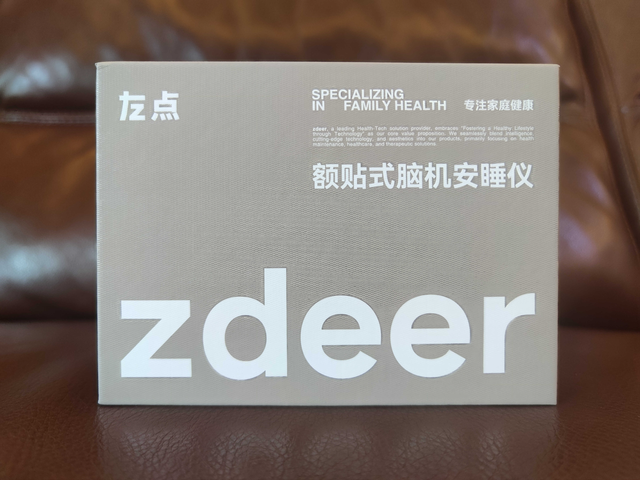 左点
SPECIALIZING
IN FAMILY HEALTH 专注家庭健康
zdeer, a leading Health-Tech solution provider, embraces "Fostering a Healthy Lifestyle
through Technology" as our core value proposition. We seamlessly blend intelligence,
cutting-edge technology, and aesthetics into our products, primarily focusing on health
maintenance, healthcare, and therapeutic solutions.
额贴式脑机安睡仪
zdeer